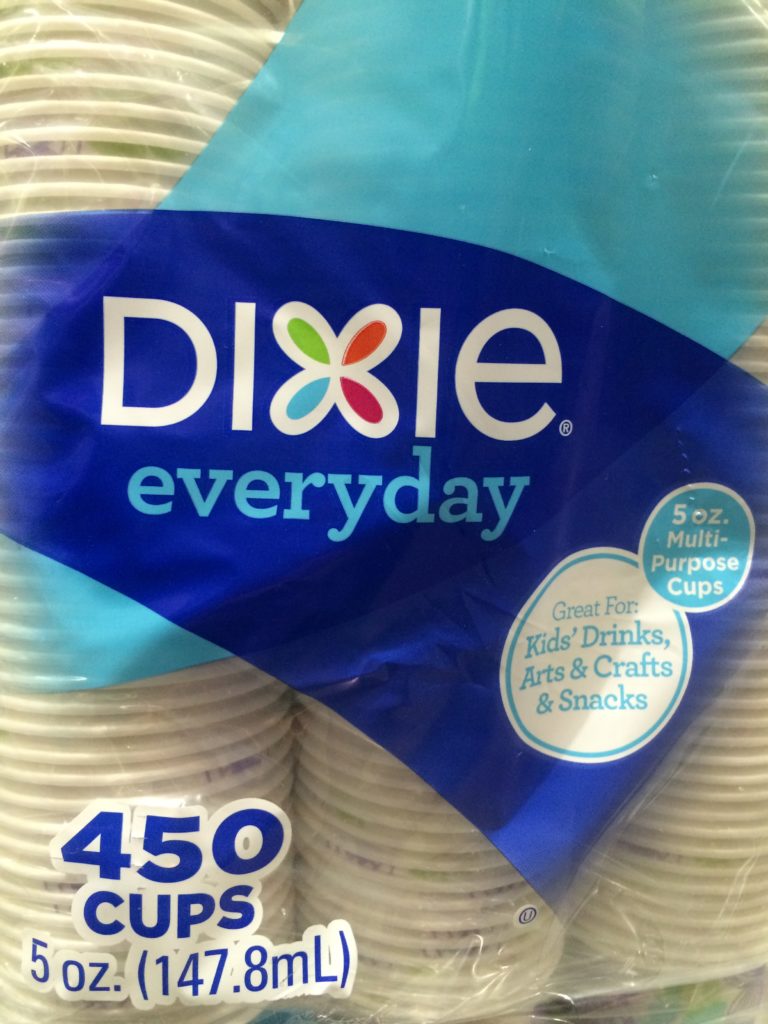 DIXIE®
everyday
5 oz.
Multi-
Purpose
Cups
Great For:
Kids' Drinks,
Arts & Crafts
& Snacks
450
CUPS
5 oz. (147.8mL)
U